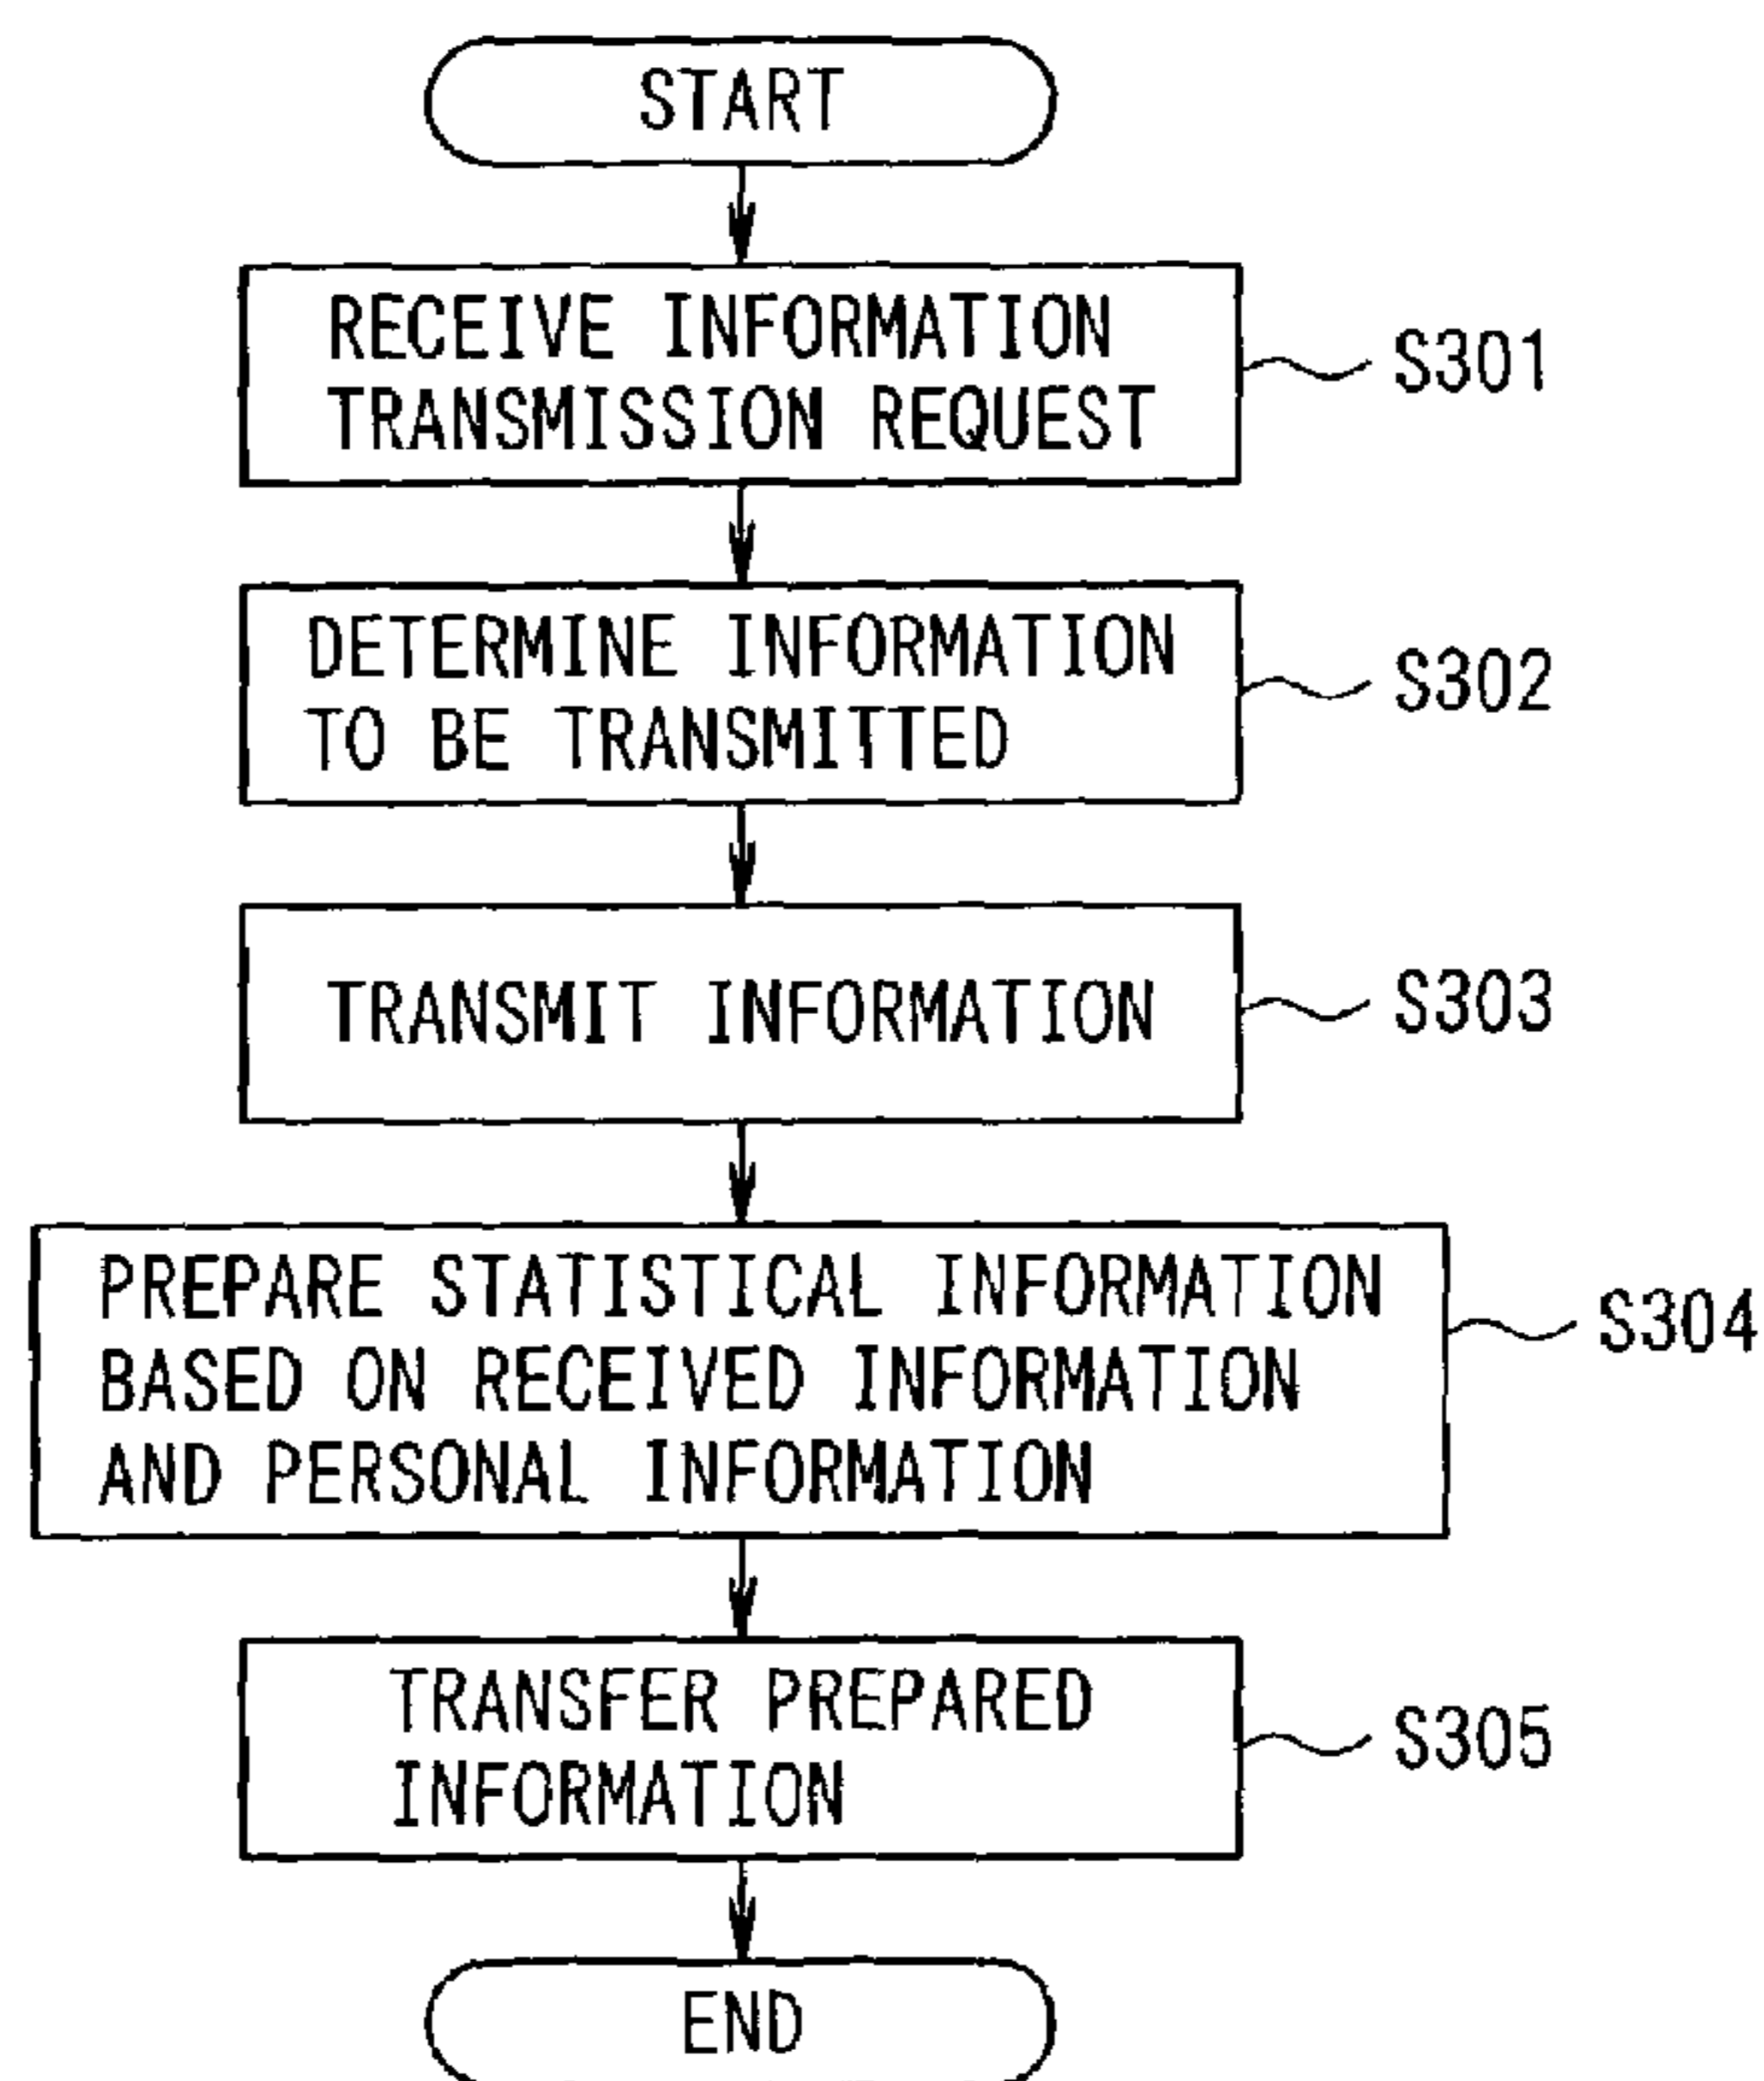 START
RECEIVE INFORMATION
TRANSMISSION REQUEST
S301
DETERMINE INFORMATION
TO BE TRANSMITTED
S302
TRANSMIT INFORMATION
S303
PREPARE STATISTICAL INFORMATION
BASED ON RECEIVED INFORMATION
AND PERSONAL INFORMATION
S304
TRANSFER PREPARED
INFORMATION
S305
END